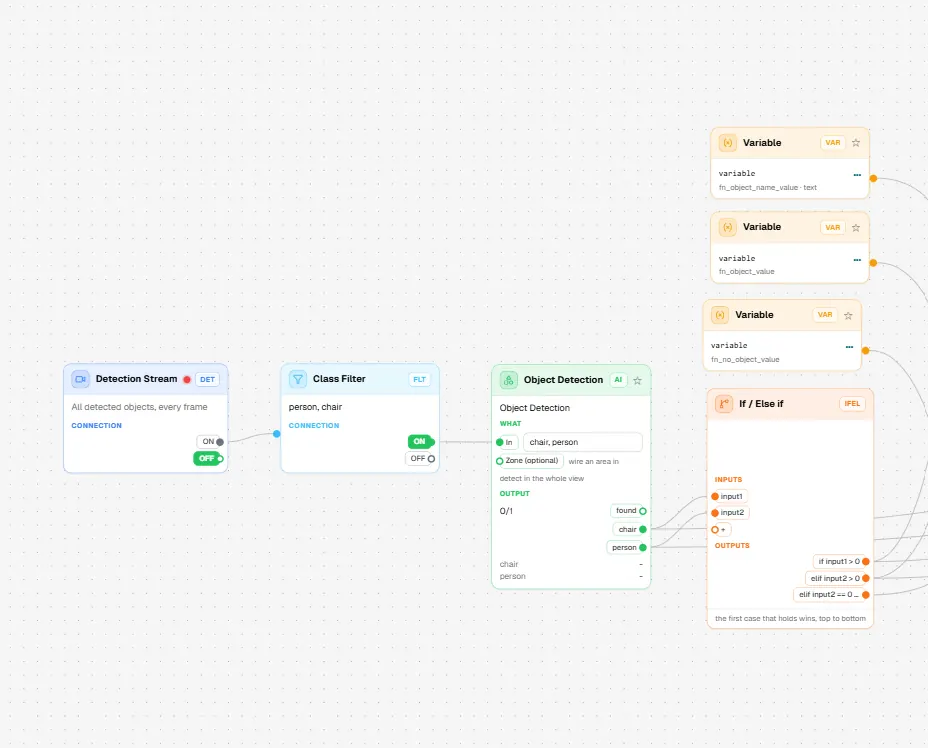 Variable VAR
variable ...
fn_object_name_value · text
Variable VAR
variable ...
fn_object_value
Variable VAR
variable ...
fn_no_object_value
Detection Stream DET
All detected objects, every frame
CONNECTION
ON
OFF
Class Filter FLT
person, chair
CONNECTION
ON
OFF
Object Detection AI
Object Detection
WHAT
In chair, person
Zone (optional) wire an area in
detect in the whole view
OUTPUT
0/1 found
chair
person
chair -
person -
If / Else if IFEL
INPUTS
input1
input2
+
OUTPUTS
if input1 > 0
elif input2 > 0
elif input2 == 0 ...
the first case that holds wins, top to bottom